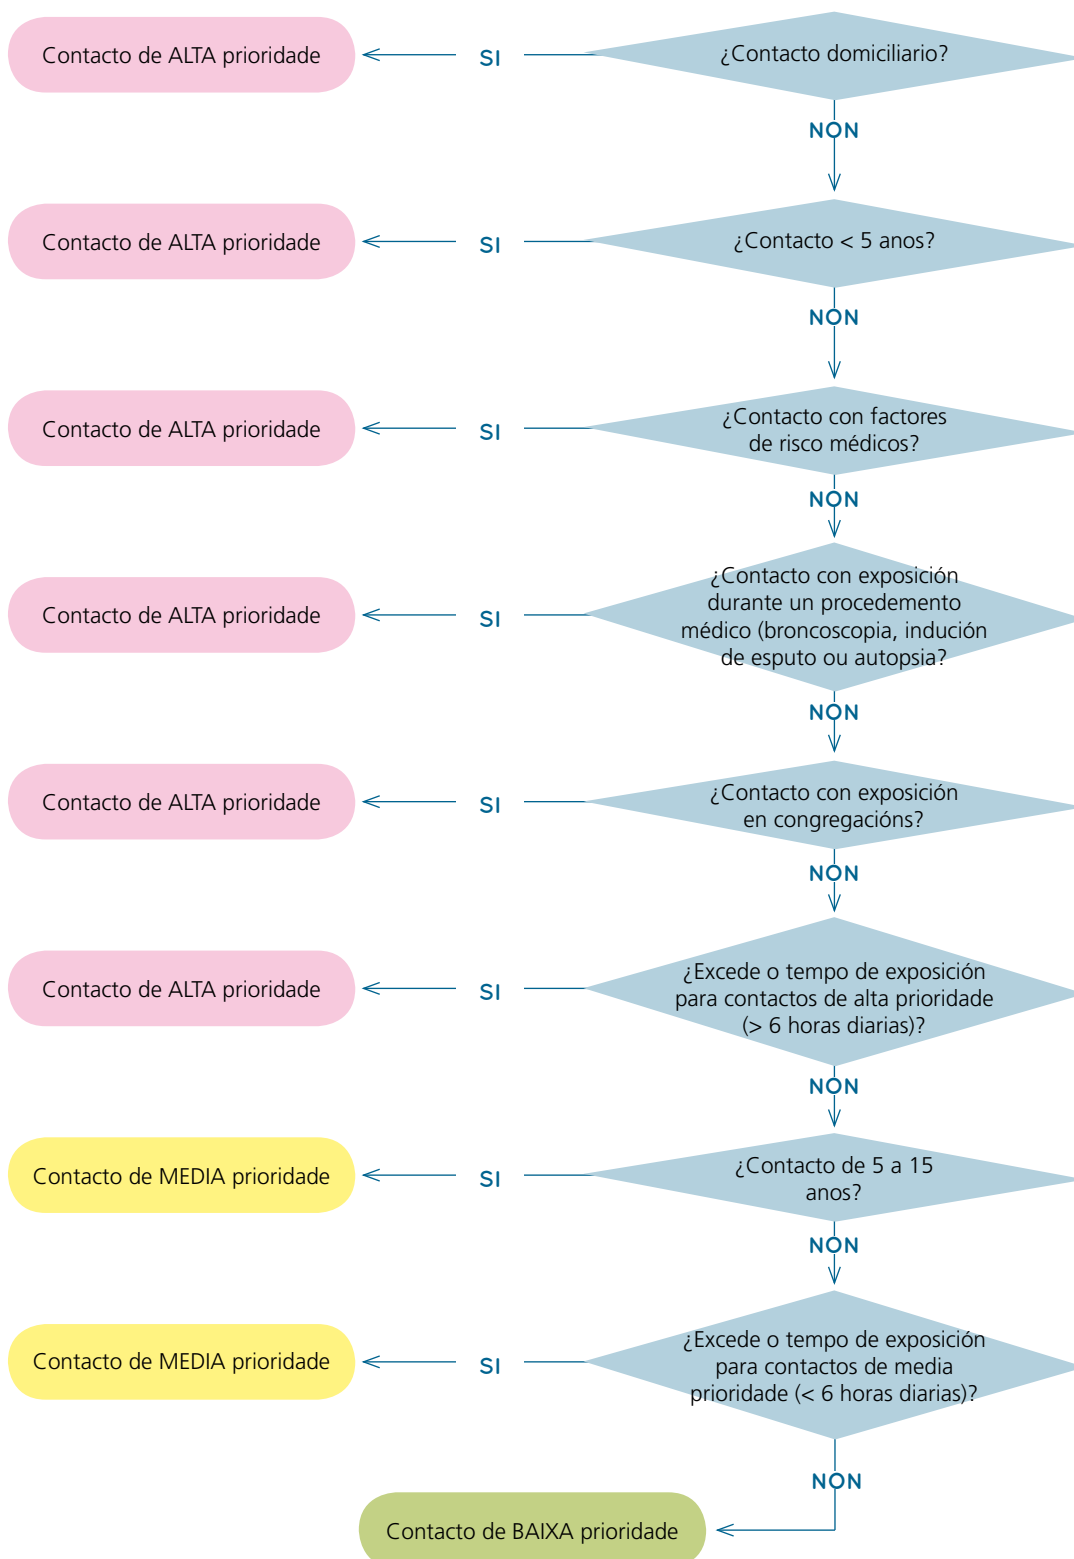 Contacto de ALTA prioridade
SI
¿Contacto domiciliario?
NON
Contacto de ALTA prioridade
SI
¿Contacto < 5 anos?
NON
Contacto de ALTA prioridade
SI
¿Contacto con factores
de risco médicos?
NON
Contacto de ALTA prioridade
SI
¿Contacto con exposición
durante un procedemento
médico (broncoscopia, indución
de esputo ou autopsia?
NON
Contacto de ALTA prioridade
SI
¿Contacto con exposición
en congregacións?
NON
Contacto de ALTA prioridade
SI
¿Excede o tempo de exposición
para contactos de alta prioridade
(> 6 horas diarias)?
NON
Contacto de MEDIA prioridade
SI
¿Contacto de 5 a 15
anos?
NON
Contacto de MEDIA prioridade
SI
¿Excede o tempo de exposición
para contactos de media
prioridade (< 6 horas diarias)?
NON
Contacto de BAIXA prioridade